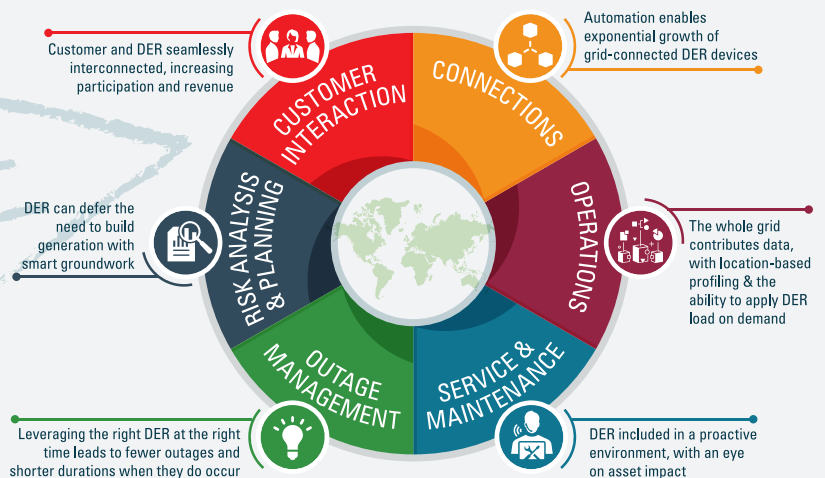 Customer and DER seamlessly
interconnected, increasing
participation and revenue
CUSTOMER
INTERACTION
CONNECTIONS
Automation enables
exponential growth of
grid-connected DER devices
DER can defer the
need to build
generation with
smart groundwork
RISK ANALYSIS
& PLANNING
OPERATIONS
The whole grid
contributes data,
with location-based
profiling & the
ability to apply DER
load on demand
OUTAGE
MANAGEMENT
SERVICE &
MAINTENANCE
Leveraging the right DER at the right
time leads to fewer outages and
shorter durations when they do occur
DER included in a proactive
environment, with an eye
on asset impact